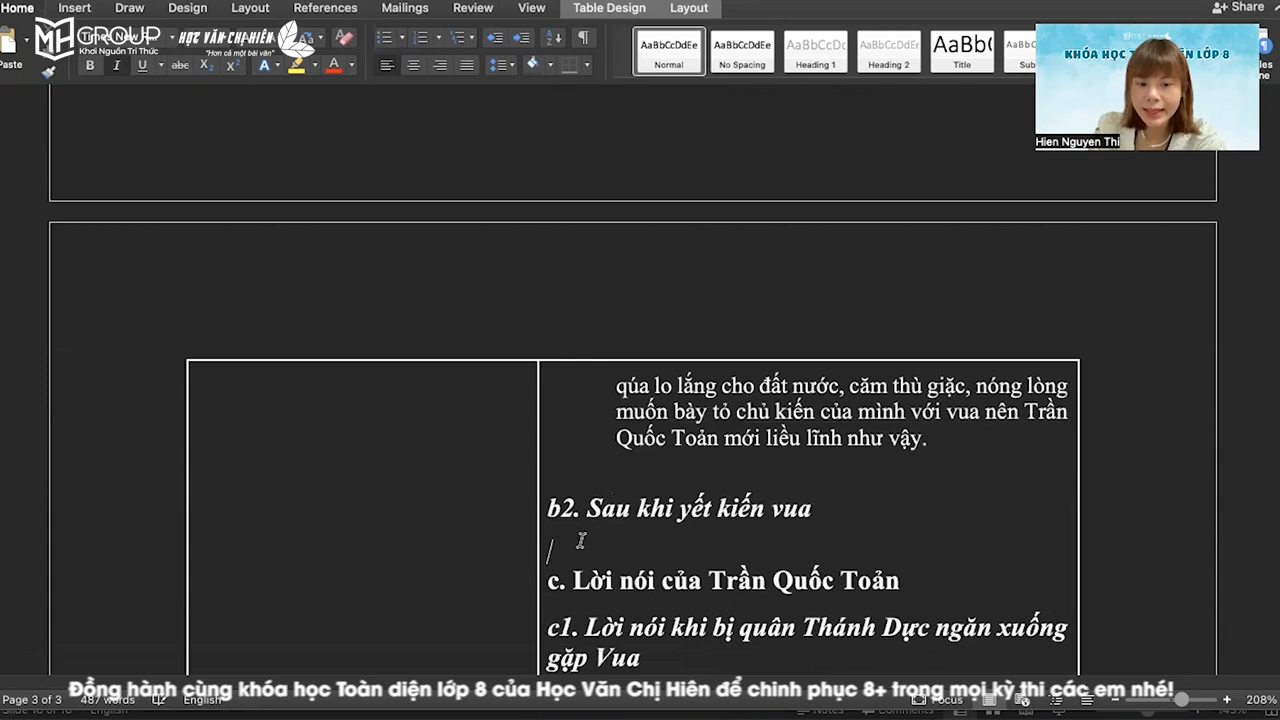 Home Insert Draw Design Layout References Mailings Review View Table Design Layout Share
MH GROUP
Khơi Nguồn Tri Thức
HỌC VĂN CHỊ HIÊN
"Hơn cả một bài văn"
Times New
Paste
AaBbCcDdEe AaBbCcDdEe AaBbCcDc AaBbCcDdEe AaBb( AaBbCcDc
Normal No Spacing Heading 1 Heading 2 Title Sub
LỚP 8
Hien Nguyen Thi
qúa lo lắng cho đất nước, căm thù giặc, nóng lòng
muốn bày tỏ chủ kiến của mình với vua nên Trần
Quốc Toản mới liều lĩnh như vậy.
b2. Sau khi yết kiến vua
c. Lời nói của Trần Quốc Toản
c1. Lời nói khi bị quân Thánh Dực ngăn xuống
gặp Vua
Page 3 of 3 487 words English Focus 208%
Đồng hành cùng khóa học Toàn diện lớp 8 của Học Văn Chị Hiên để chinh phục 8+ trong mọi kỳ thi các em nhé!